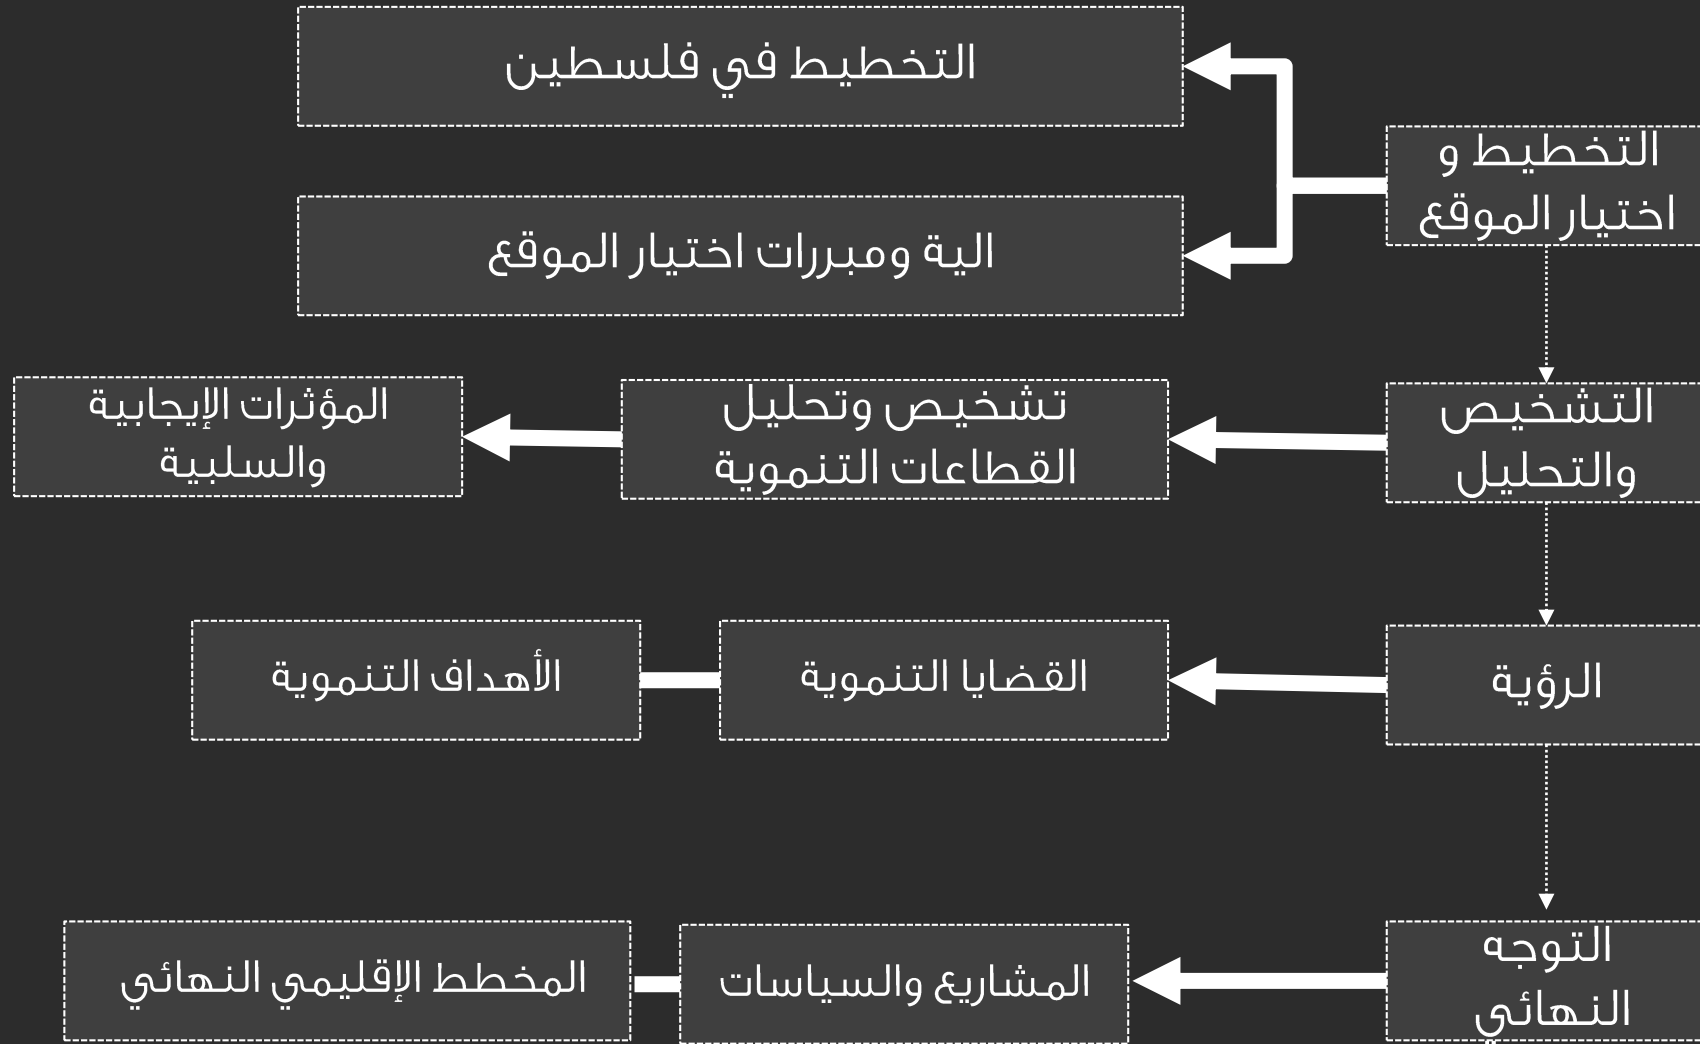 التخطيط في فلسطين
التخطيط و
اختيار الموقع
الية ومبررات اختيار الموقع
التشخيص
والتحليل
تشخيص وتحليل
القطاعات التنموية
المؤثرات الإيجابية
والسلبية
الرؤية
القضايا التنموية
الأهداف التنموية
التوجه
النهائي
المشاريع والسياسات
المخطط الإقليمي النهائي